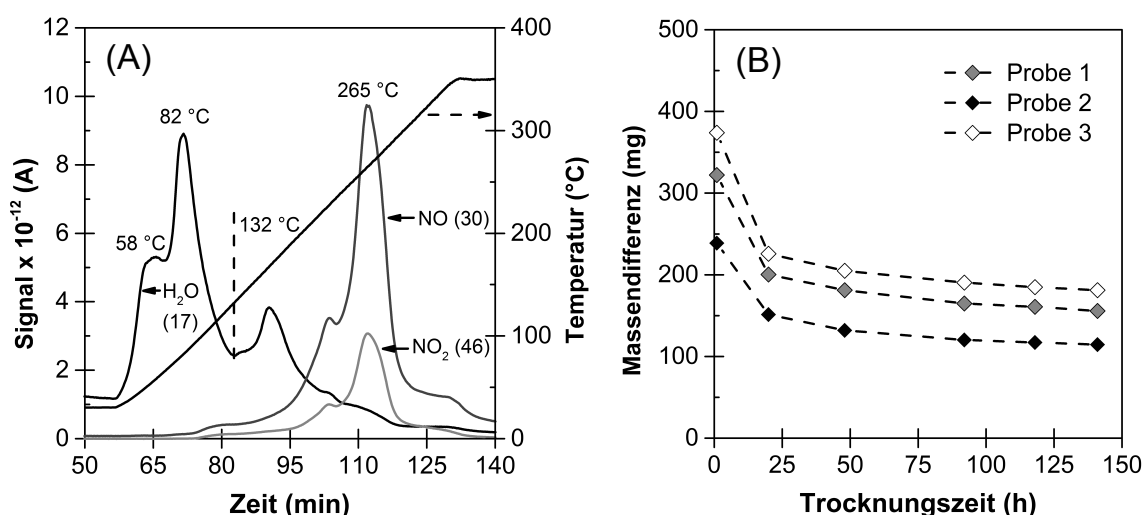 (A)
12
10
8
6
4
2
0
Signal x 10⁻¹² (A)
50 65 80 95 110 125 140
Zeit (min)
400
300
200
100
0
Temperatur (°C)
58 °C
82 °C
132 °C
265 °C
H₂O
(17)
NO (30)
NO₂ (46)
(B)
500
400
300
200
100
0
Massendifferenz (mg)
0 25 50 75 100 125 150
Trocknungszeit (h)
Probe 1
Probe 2
Probe 3